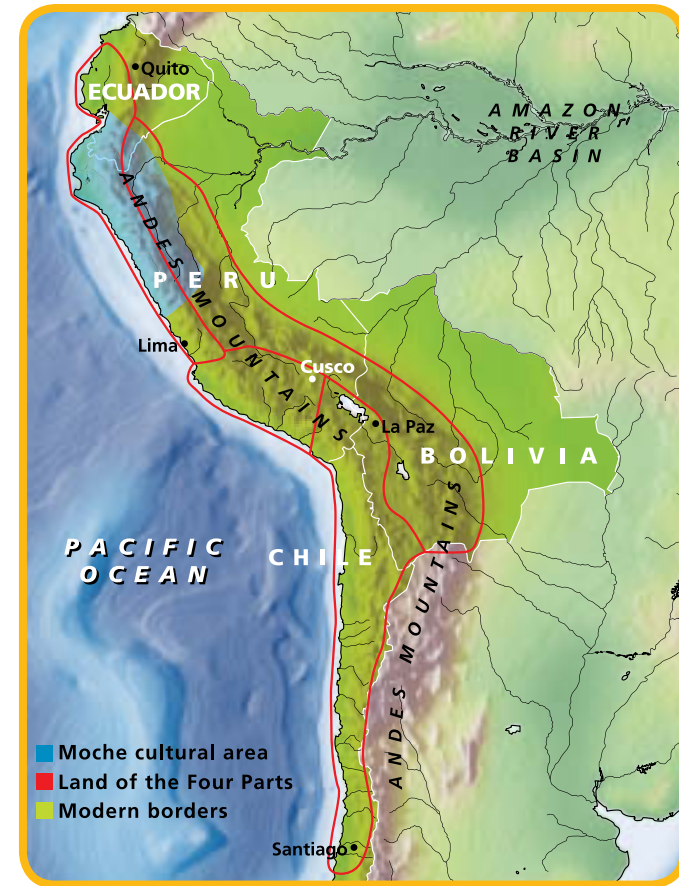 Quito
ECUADOR
AMAZON
RIVER
BASIN
ANDES MOUNTAINS
PERU
Lima
Cusco
La Paz
BOLIVIA
PACIFIC
OCEAN
CHILE
ANDES MOUNTAINS
Moche cultural area
Land of the Four Parts
Modern borders
Santiago